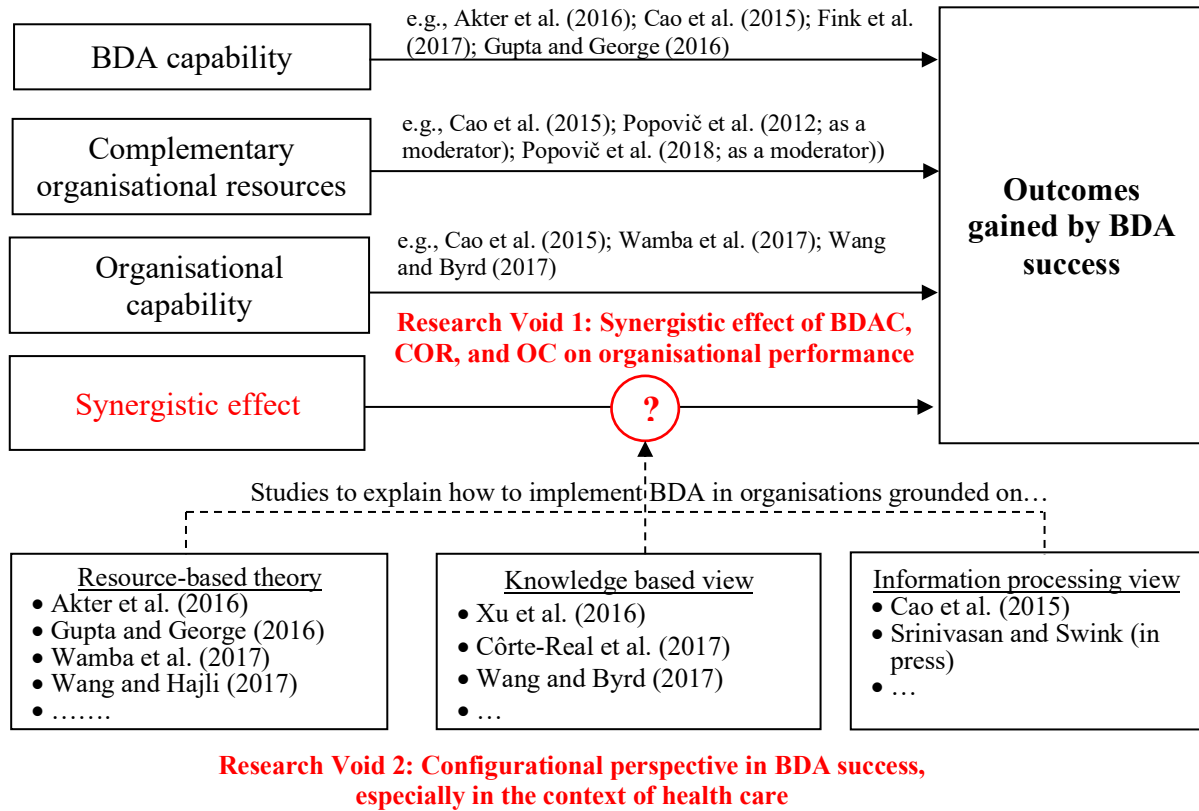 BDA capability
e.g., Akter et al. (2016); Cao et al. (2015); Fink et al.
(2017); Gupta and George (2016)
Complementary
organisational resources
e.g., Cao et al. (2015); Popovič et al. (2012; as a
moderator); Popovič et al. (2018; as a moderator))
Organisational
capability
e.g., Cao et al. (2015); Wamba et al. (2017); Wang
and Byrd (2017)
Outcomes
gained by BDA
success
Research Void 1: Synergistic effect of BDAC,
COR, and OC on organisational performance
Synergistic effect
?
Studies to explain how to implement BDA in organisations grounded on…
Resource-based theory
• Akter et al. (2016)
• Gupta and George (2016)
• Wamba et al. (2017)
• Wang and Hajli (2017)
• …….
Knowledge based view
• Xu et al. (2016)
• Côrte-Real et al. (2017)
• Wang and Byrd (2017)
• …
Information processing view
• Cao et al. (2015)
• Srinivasan and Swink (in
press)
• …
Research Void 2: Configurational perspective in BDA success,
especially in the context of health care